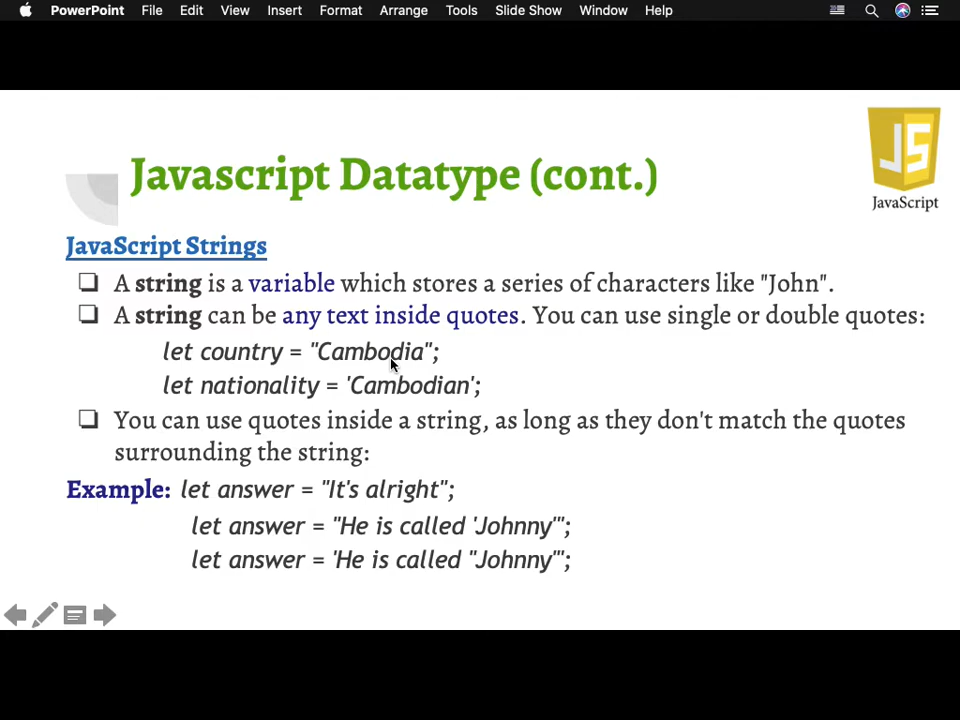 PowerPoint File Edit View Insert Format Arrange Tools Slide Show Window Help
JS
JavaScript
Javascript Datatype (cont.)
JavaScript Strings
❑ A string is a variable which stores a series of characters like "John".
❑ A string can be any text inside quotes. You can use single or double quotes:
let country = "Cambodia";
let nationality = 'Cambodian';
❑ You can use quotes inside a string, as long as they don't match the quotes
surrounding the string:
Example: let answer = "It's alright";
let answer = "He is called 'Johnny'";
let answer = 'He is called "Johnny"';